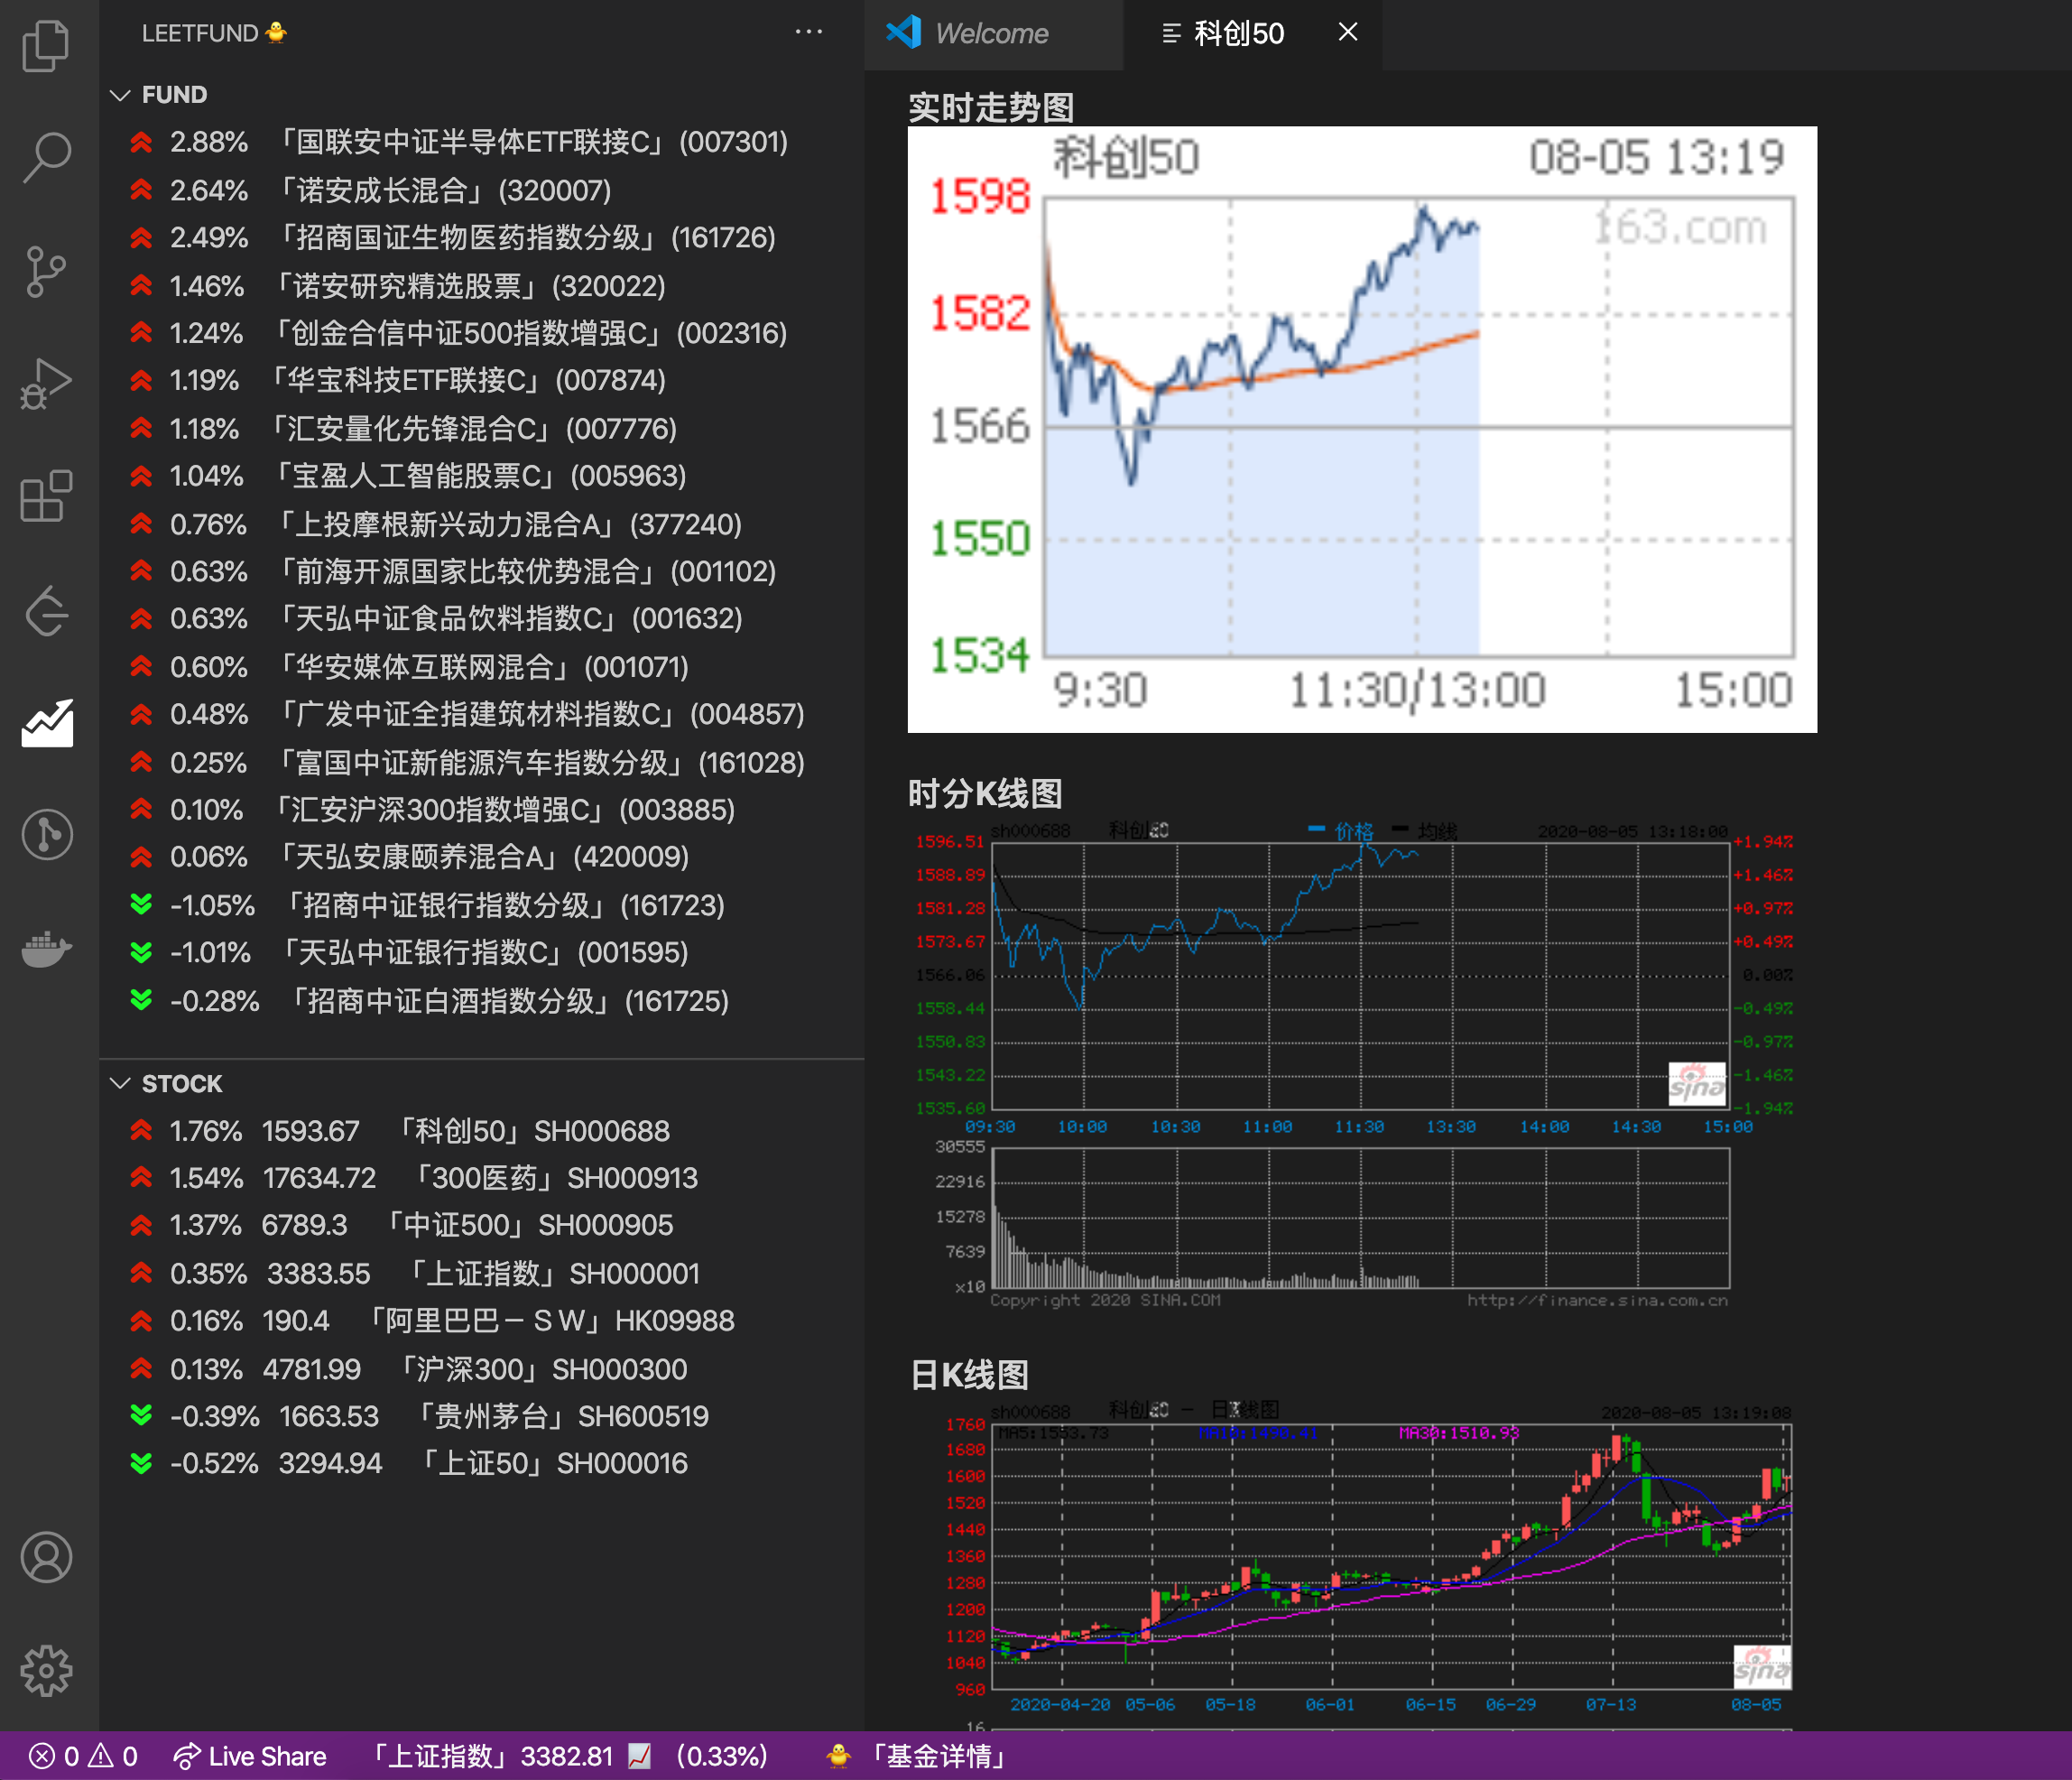 LEETFUND🐥
FUND
2.88% 「国联安中证半导体ETF联接C」(007301)
2.64% 「诺安成长混合」(320007)
2.49% 「招商国证生物医药指数分级」(161726)
1.46% 「诺安研究精选股票」(320022)
1.24% 「创金合信中证500指数增强C」(002316)
1.19% 「华宝科技ETF联接C」(007874)
1.18% 「汇安量化先锋混合C」(007776)
1.04% 「宝盈人工智能股票C」(005963)
0.76% 「上投摩根新兴动力混合A」(377240)
0.63% 「前海开源国家比较优势混合」(001102)
0.63% 「天弘中证食品饮料指数C」(001632)
0.60% 「华安媒体互联网混合」(001071)
0.48% 「广发中证全指建筑材料指数C」(004857)
0.25% 「富国中证新能源汽车指数分级」(161028)
0.10% 「汇安沪深300指数增强C」(003885)
0.06% 「天弘安康颐养混合A」(420009)
-1.05% 「招商中证银行指数分级」(161723)
-1.01% 「天弘中证银行指数C」(001595)
-0.28% 「招商中证白酒指数分级」(161725)
STOCK
1.76% 1593.67 「科创50」SH000688
1.54% 17634.72 「300医药」SH000913
1.37% 6789.3 「中证500」SH000905
0.35% 3383.55 「上证指数」SH000001
0.16% 190.4 「阿里巴巴－ＳＷ」HK09988
0.13% 4781.99 「沪深300」SH000300
-0.39% 1663.53 「贵州茅台」SH600519
-0.52% 3294.94 「上证50」SH000016
Welcome
科创50
实时走势图
科创50 08-05 13:19
163.com
1598
1582
1566
1550
1534
9:30 11:30/13:00 15:00
时分K线图
sh000688 科创50 价格 均线 2020-08-05 13:18:00
1596.51 +1.94%
1588.89 +1.46%
1581.28 +0.97%
1573.67 +0.49%
1566.06 0.00%
1558.44 -0.49%
1550.83 -0.97%
1543.22 -1.46%
1535.60 -1.94%
sina
09:30 10:00 10:30 11:00 11:30 13:30 14:00 14:30 15:00
30555
22916
15278
7639
x10
Copyright 2020 SINA.COM http://finance.sina.com.cn
日K线图
sh000688 科创50 - 日K线图 2020-08-05 13:19:08
MA5:1553.73 MA10:1490.41 MA30:1510.93
1760
1680
1600
1520
1440
1360
1280
1200
1120
1040
960
sina
2020-04-20 05-06 05-18 06-01 06-15 06-29 07-13 08-05
16
0 0 Live Share 「上证指数」3382.81 📈 (0.33%) 🐥「基金详情」